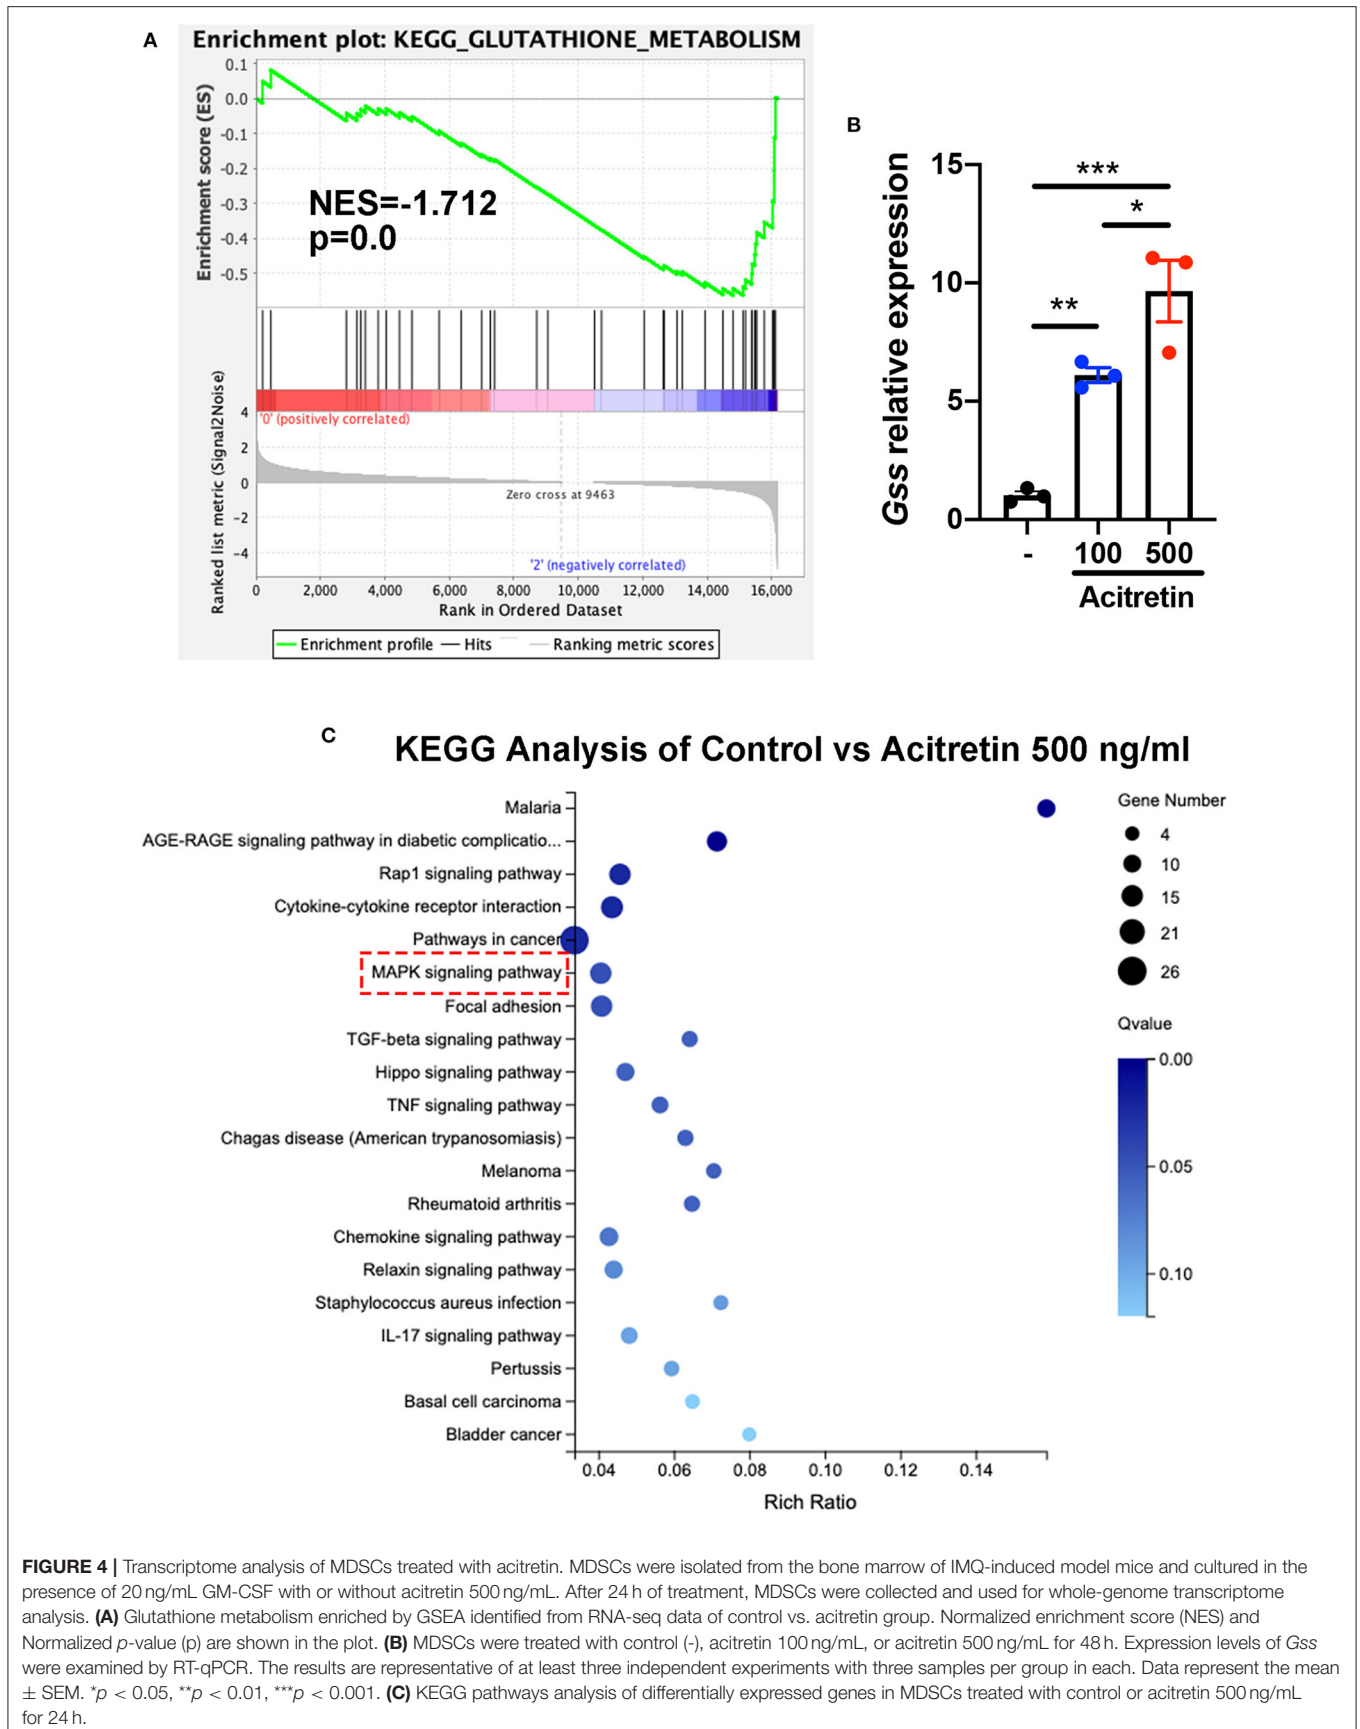 A
Enrichment plot: KEGG_GLUTATHIONE_METABOLISM
Enrichment score (ES)
0.1
0.0
-0.1
-0.2
-0.3
-0.4
-0.5
NES=-1.712
p=0.0
Ranked list metric (Signal2Noise)
4
2
0
-2
-4
'0' (positively correlated)
Zero cross at 9463
'2' (negatively correlated)
0 2,000 4,000 6,000 8,000 10,000 12,000 14,000 16,000
Rank in Ordered Dataset
Enrichment profile Hits Ranking metric scores
B
Gss relative expression
15
10
5
0
***
*
**
- 100 500
Acitretin
C
KEGG Analysis of Control vs Acitretin 500 ng/ml
Malaria
AGE-RAGE signaling pathway in diabetic complicatio...
Rap1 signaling pathway
Cytokine-cytokine receptor interaction
Pathways in cancer
MAPK signaling pathway
Focal adhesion
TGF-beta signaling pathway
Hippo signaling pathway
TNF signaling pathway
Chagas disease (American trypanosomiasis)
Melanoma
Rheumatoid arthritis
Chemokine signaling pathway
Relaxin signaling pathway
Staphylococcus aureus infection
IL-17 signaling pathway
Pertussis
Basal cell carcinoma
Bladder cancer
0.04 0.06 0.08 0.10 0.12 0.14
Rich Ratio
Gene Number
4
10
15
21
26
Qvalue
0.00
0.05
0.10
FIGURE 4 | Transcriptome analysis of MDSCs treated with acitretin. MDSCs were isolated from the bone marrow of IMQ-induced model mice and cultured in the
presence of 20 ng/mL GM-CSF with or without acitretin 500 ng/mL. After 24 h of treatment, MDSCs were collected and used for whole-genome transcriptome
analysis. (A) Glutathione metabolism enriched by GSEA identified from RNA-seq data of control vs. acitretin group. Normalized enrichment score (NES) and
Normalized p-value (p) are shown in the plot. (B) MDSCs were treated with control (-), acitretin 100 ng/mL, or acitretin 500 ng/mL for 48 h. Expression levels of Gss
were examined by RT-qPCR. The results are representative of at least three independent experiments with three samples per group in each. Data represent the mean
± SEM. *p < 0.05, **p < 0.01, ***p < 0.001. (C) KEGG pathways analysis of differentially expressed genes in MDSCs treated with control or acitretin 500 ng/mL
for 24 h.